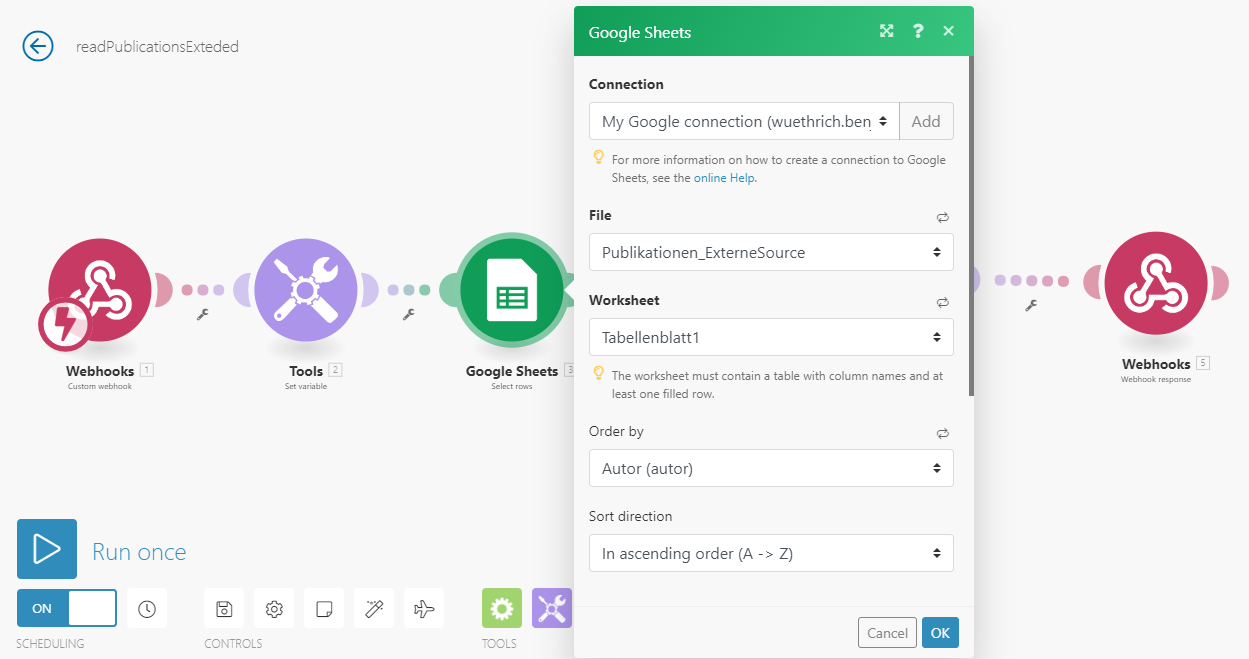 readPublicationsExteded
Google Sheets
?
Connection
My Google connection (wuethrich.ben
Add
For more information on how to create a connection to Google
Sheets, see the online Help.
File
Publikationen_ExterneSource
Worksheet
Tabellenblatt1
The worksheet must contain a table with column names and at
least one filled row.
Order by
Autor (autor)
Sort direction
In ascending order (A -> Z)
Cancel
OK
Webhooks 1
Custom webhook
Tools 2
Set variable
Google Sheets 3
Select rows
Webhooks 5
Webhook response
Run once
ON
SCHEDULING
CONTROLS
TOOLS